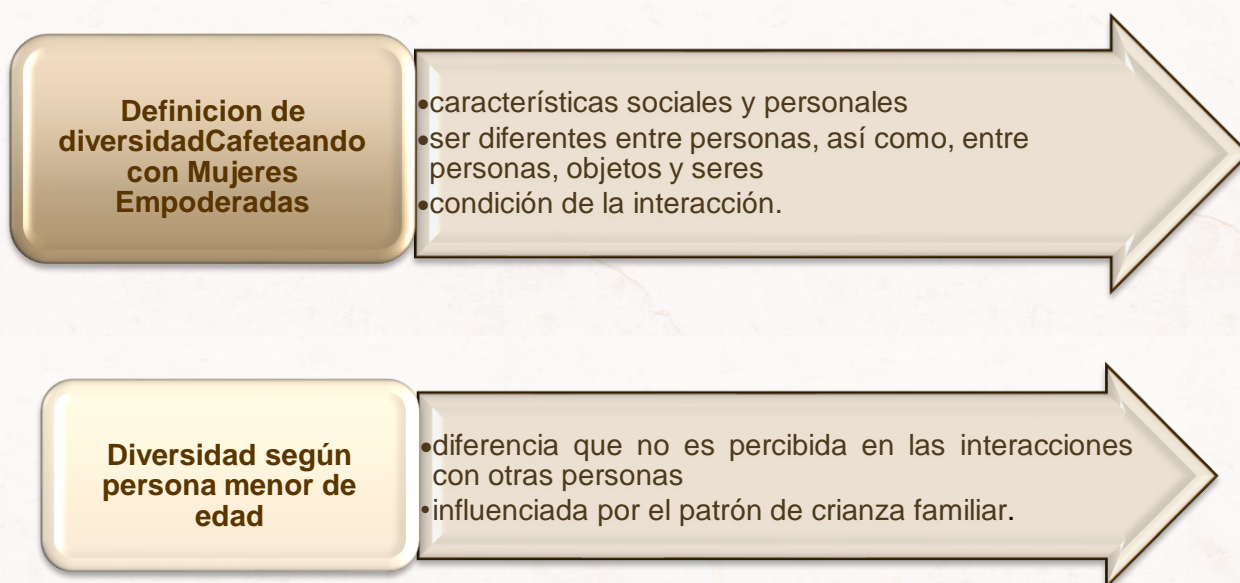 Definicion de
diversidadCafeteando
con Mujeres
Empoderadas
•características sociales y personales
•ser diferentes entre personas, así como, entre
personas, objetos y seres
•condición de la interacción.
Diversidad según
persona menor de
edad
•diferencia que no es percibida en las interacciones
con otras personas
•influenciada por el patrón de crianza familiar.